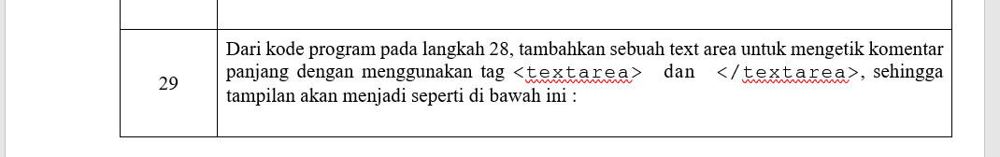 29
Dari kode program pada langkah 28, tambahkan sebuah text area untuk mengetik komentar
panjang dengan menggunakan tag <textarea> dan </textarea>, sehingga
tampilan akan menjadi seperti di bawah ini :